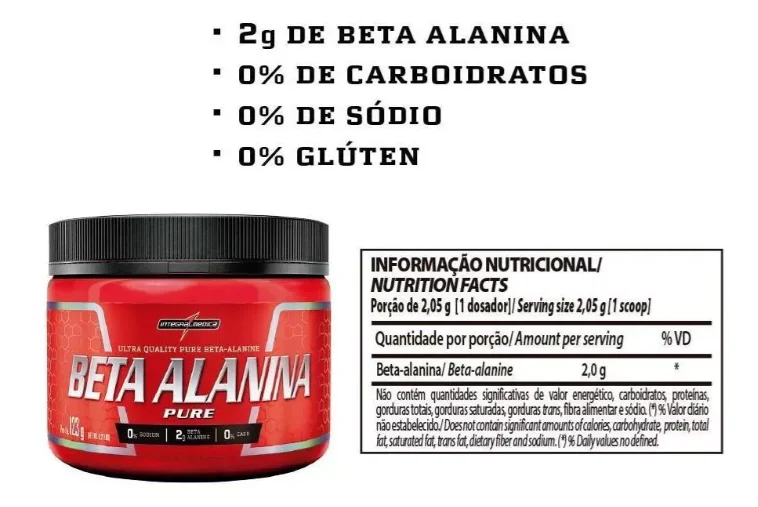 ▪ 2g DE BETA ALANINA
▪ 0% DE CARBOIDRATOS
▪ 0% DE SÓDIO
▪ 0% GLÚTEN
INTEGRALMEDICA
ULTRA QUALITY PURE BETA-ALANINE
BETA ALANINA
PURE
123g
0% SODIUM
2g BETA ALANINE
0% CARB
INFORMAÇÃO NUTRICIONAL/
NUTRITION FACTS
Porção de 2,05 g [1 dosador]/ Serving size 2,05 g [1 scoop]
Quantidade por porção/ Amount per serving %VD
Beta-alanina/ Beta-alanine 2,0 g *
Não contém quantidades significativas de valor energético, carboidratos, proteínas,
gorduras totais, gorduras saturadas, gorduras trans, fibra alimentar e sódio. (*) % Valor diário
não estabelecido./ Does not contain significant amounts of calories, carbohydrate, protein, total
fat, saturated fat, trans fat, dietary fiber and sodium. (*) % Daily values no defined.